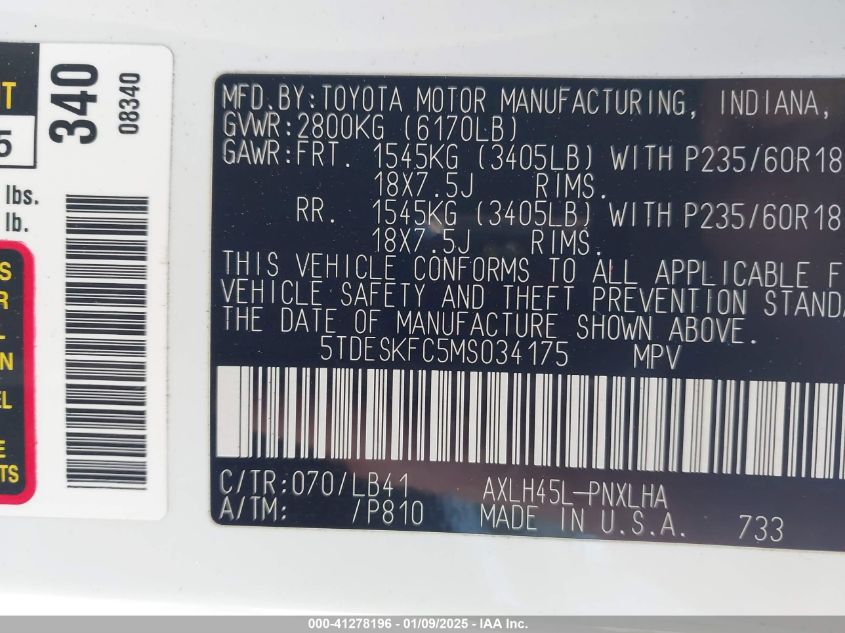 MFD.BY:TOYOTA MOTOR MANUFACTURING, INDIANA,
GVWR:2800KG (6170LB)
GAWR:FRT. 1545KG (3405LB) WITH P235/60R18
18X7.5J RIMS.
RR. 1545KG (3405LB) WITH P235/60R18
18X7.5J RIMS.
THIS VEHICLE CONFORMS TO ALL APPLICABLE F
VEHICLE SAFETY AND THEFT PREVENTION STANDA
THE DATE OF MANUFACTURE SHOWN ABOVE.
5TDESKFC5MS034175 MPV
C/TR:070/LB41 AXLH45L-PNXLHA
A/TM: /P810 MADE IN U.S.A. 733
340
08340
5
lbs.
lb.
000-41278196 - 01/09/2025 - IAA Inc.